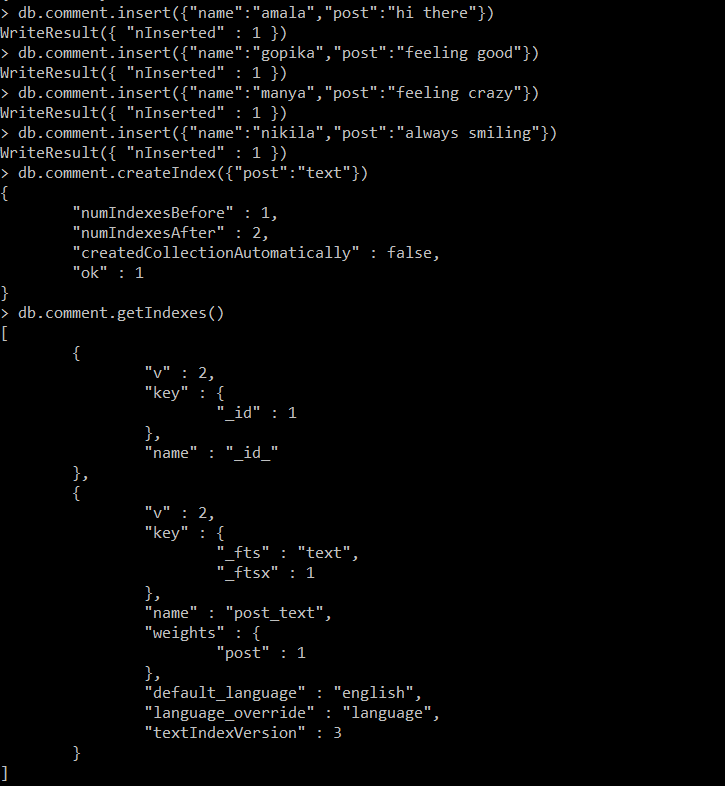 > db.comment.insert({"name":"amala","post":"hi there"})
WriteResult({ "nInserted" : 1 })
> db.comment.insert({"name":"gopika","post":"feeling good"})
WriteResult({ "nInserted" : 1 })
> db.comment.insert({"name":"manya","post":"feeling crazy"})
WriteResult({ "nInserted" : 1 })
> db.comment.insert({"name":"nikila","post":"always smiling"})
WriteResult({ "nInserted" : 1 })
> db.comment.createIndex({"post":"text"})
{
        "numIndexesBefore" : 1,
        "numIndexesAfter" : 2,
        "createdCollectionAutomatically" : false,
        "ok" : 1
}
> db.comment.getIndexes()
[
        {
                "v" : 2,
                "key" : {
                        "_id" : 1
                },
                "name" : "_id_"
        },
        {
                "v" : 2,
                "key" : {
                        "_fts" : "text",
                        "_ftsx" : 1
                },
                "name" : "post_text",
                "weights" : {
                        "post" : 1
                },
                "default_language" : "english",
                "language_override" : "language",
                "textIndexVersion" : 3
        }
]